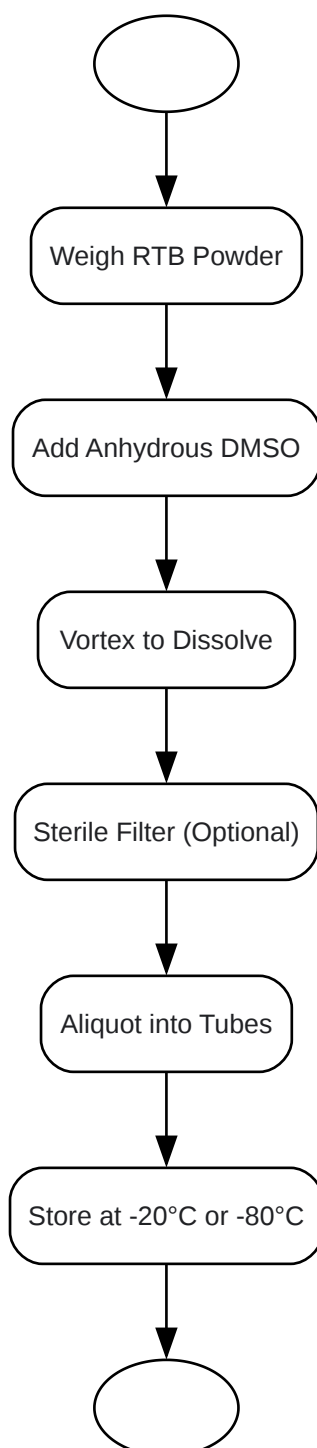 Weigh RTB Powder
Add Anhydrous DMSO
Vortex to Dissolve
Sterile Filter (Optional)
Aliquot into Tubes
Store at -20°C or -80°C